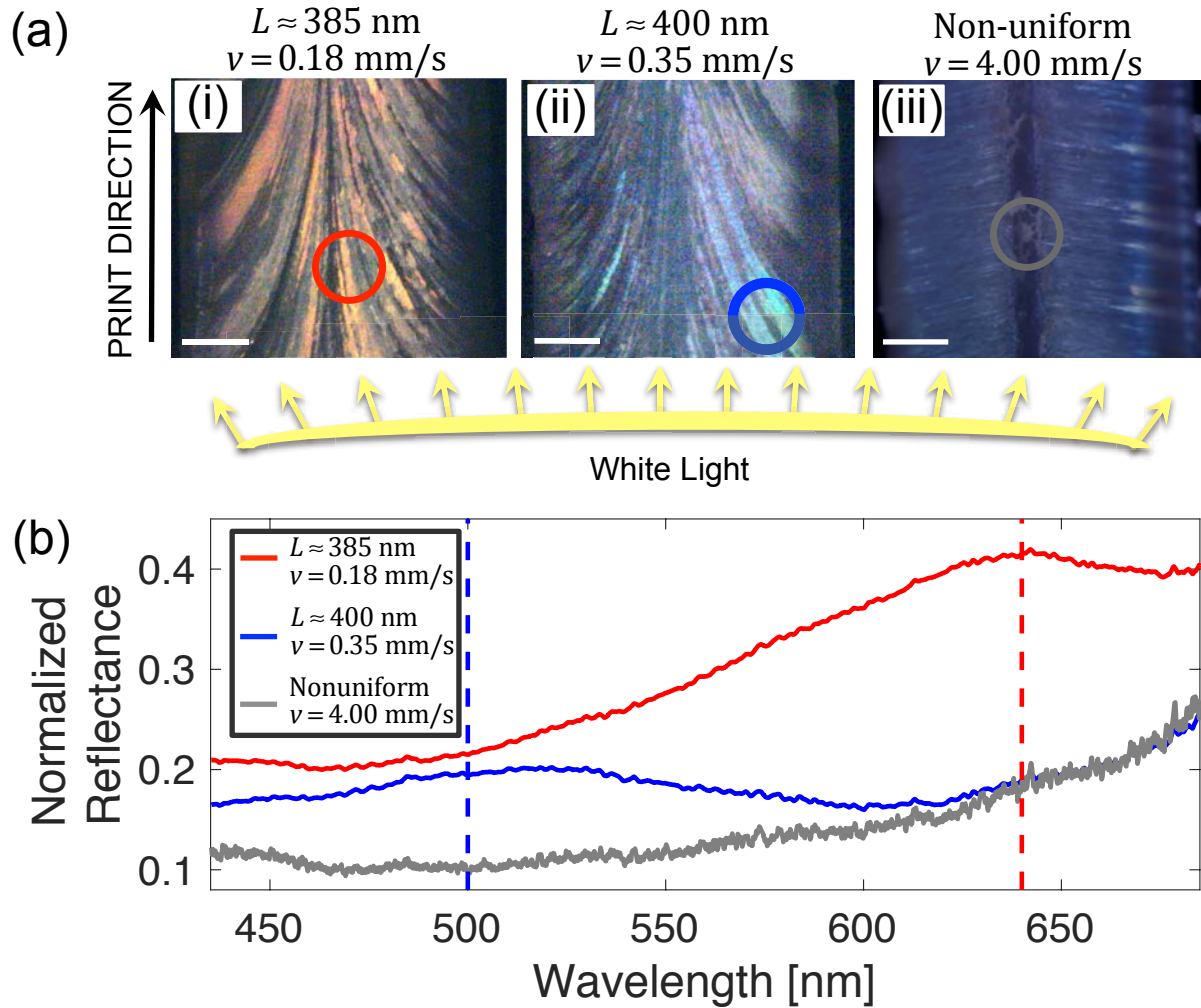 (a)
L ≈ 385 nm
v = 0.18 mm/s
L ≈ 400 nm
v = 0.35 mm/s
Non-uniform
v = 4.00 mm/s
PRINT DIRECTION
(i)
(ii)
(iii)
White Light
(b)
Normalized
Reflectance
0.4
0.3
0.2
0.1
L ≈ 385 nm
v = 0.18 mm/s
L ≈ 400 nm
v = 0.35 mm/s
Nonuniform
v = 4.00 mm/s
450
500
550
600
650
Wavelength [nm]